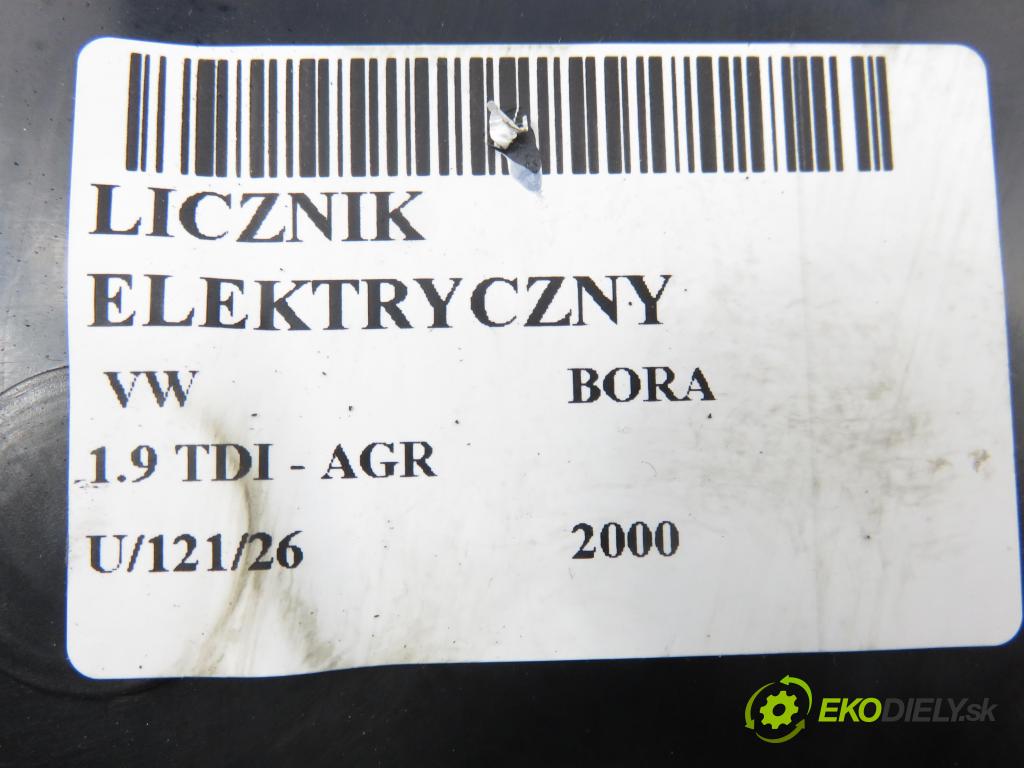 LICZNIK
ELEKTRYCZNY
VW BORA
1.9 TDI - AGR
U/121/26 2000
EKODIELY.sk